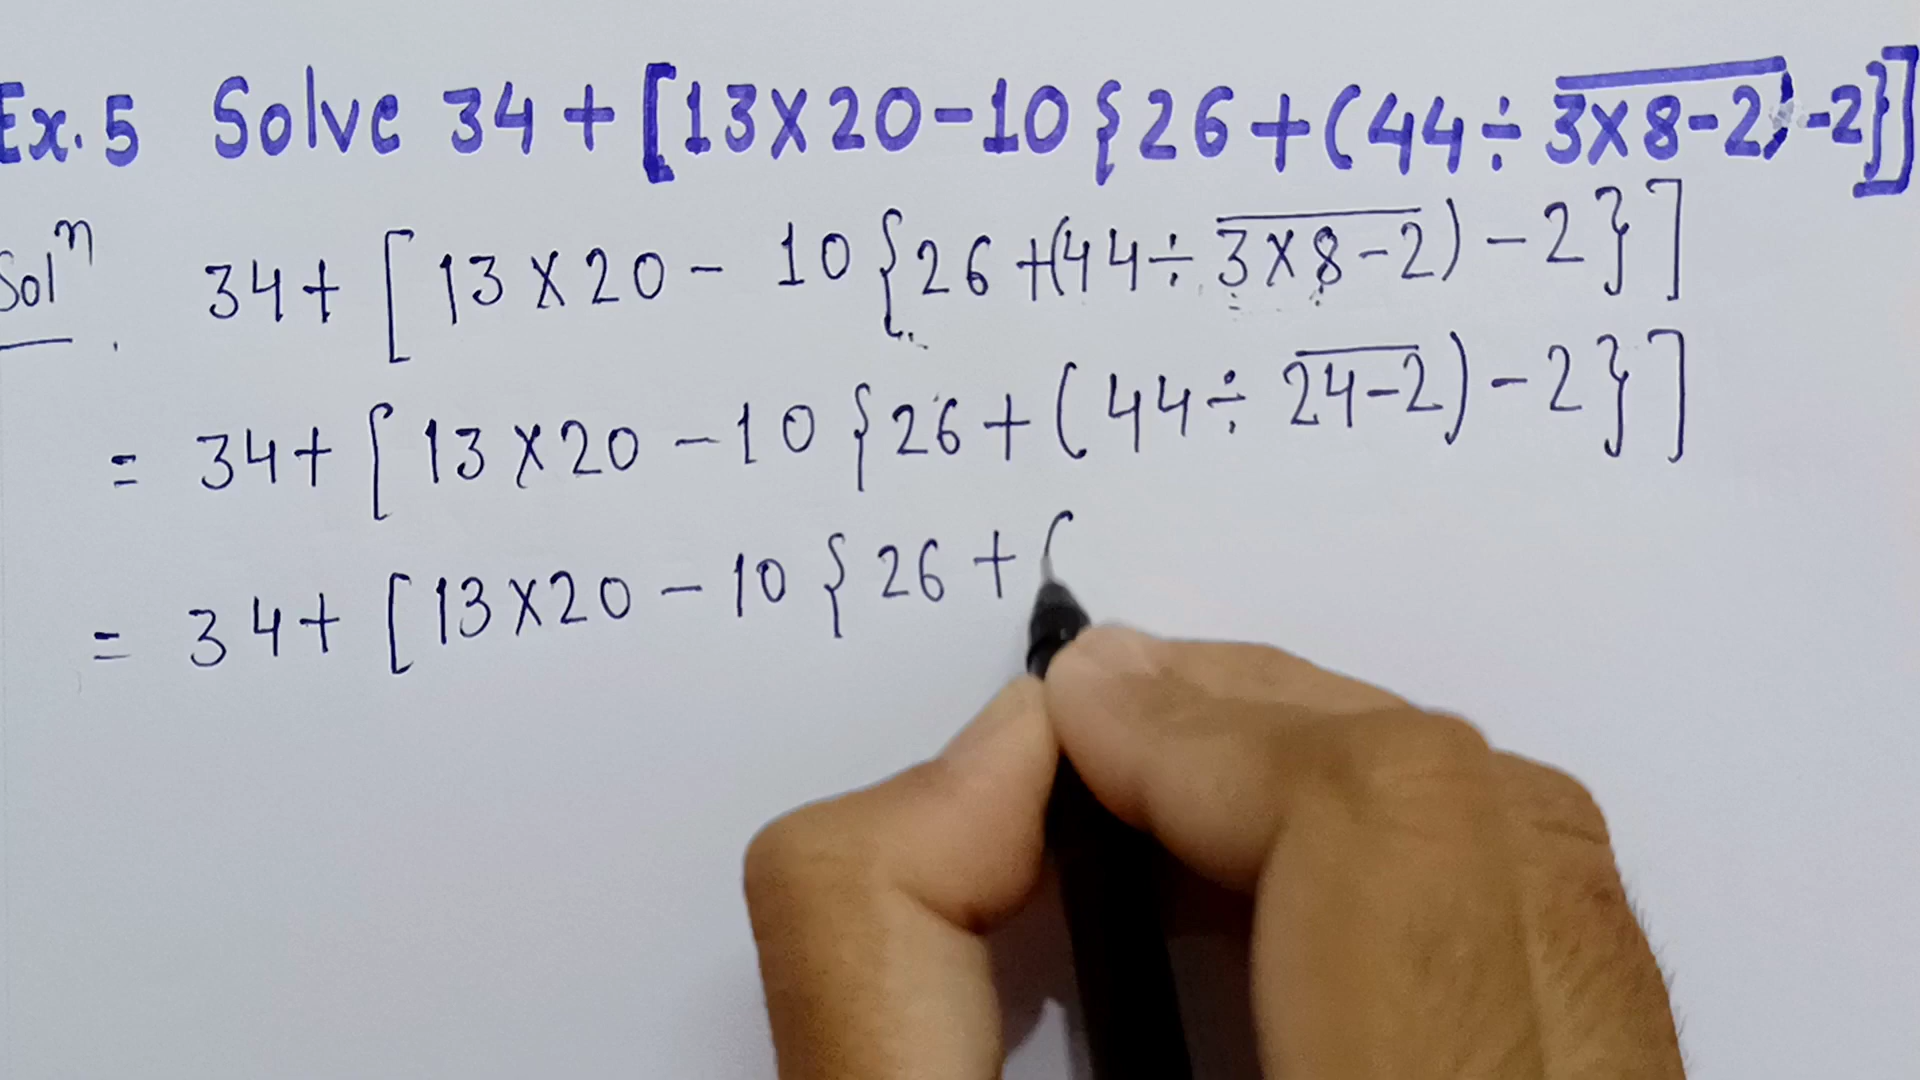 Ex. 5 Solve 34 + [13 × 20 - 10 {26 + (44 ÷ 3 × 8 - 2) - 2}]
Solⁿ 34 + [13 × 20 - 10 {26 + (44 ÷ 3 × 8 - 2) - 2}]
= 34 + [13 × 20 - 10 {26 + (44 ÷ 24 - 2) - 2}]
= 34 + [13 × 20 - 10 {26 + (